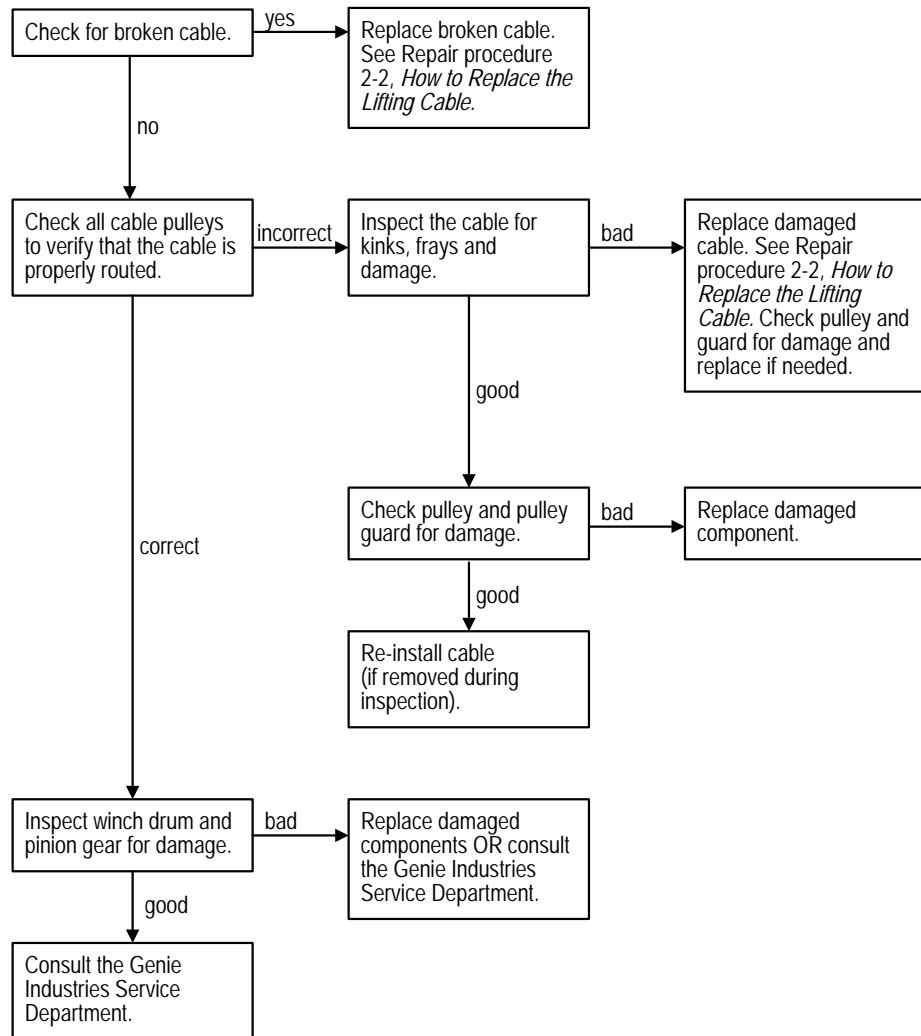 Check for broken cable.
yes
Replace broken cable.
See Repair procedure
2-2, How to Replace the
Lifting Cable.
no
Check all cable pulleys
to verify that the cable is
properly routed.
incorrect
Inspect the cable for
kinks, frays and
damage.
bad
Replace damaged
cable. See Repair
procedure 2-2, How to
Replace the Lifting
Cable. Check pulley and
guard for damage and
replace if needed.
good
Check pulley and pulley
guard for damage.
bad
Replace damaged
component.
correct
good
Re-install cable
(if removed during
inspection).
Inspect winch drum and
pinion gear for damage.
bad
Replace damaged
components OR consult
the Genie Industries
Service Department.
good
Consult the Genie
Industries Service
Department.